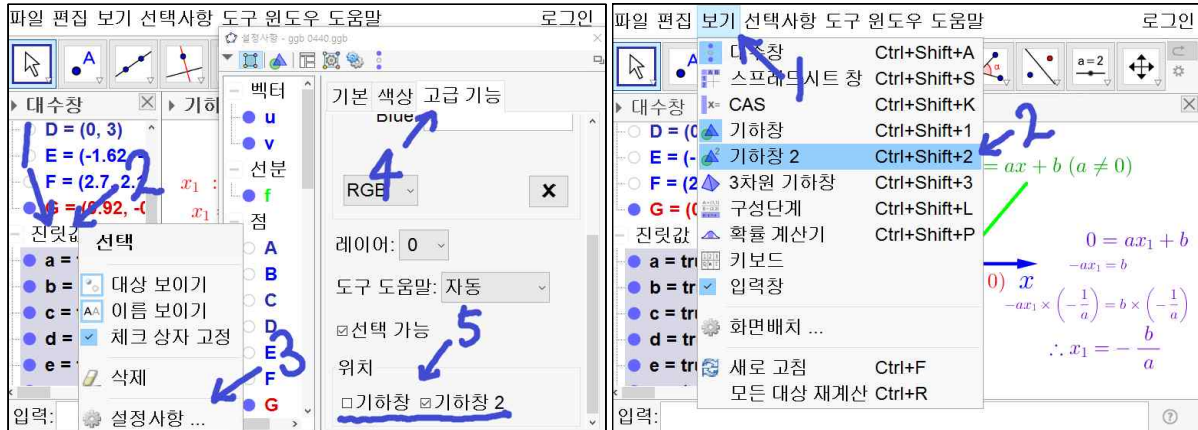 파일 편집 보기 선택사항 도구 윈도우 도움말 로그인
설정사항 - ggb 0440.ggb
대수창
기하
D = (0, 3)
E = (-1.62
F = (2.7, 2.
G = (0.92, -0
진릿값
a =
b =
c =
d =
e =
x₁ :
x₁ =
선택
대상 보이기
이름 보이기
체크 상자 고정
삭제
설정사항 ...
입력:
벡터
u
v
선분
f
점
A
B
C
D
E
F
G
기본 색상 고급 기능
Blue:
RGB
x
레이어: 0
도구 도움말: 자동
선택 가능
위치
기하창 기하창 2
1
2
3
4
5
파일 편집 보기 선택사항 도구 윈도우 도움말 로그인
A
a = 2
대수창
D = (0
E = (-
F = (2
G = (0
진릿값
a = tru
b = tr
c = tru
d = tr
e = tru
대수창 Ctrl+Shift+A
스프레드시트 창 Ctrl+Shift+S
CAS Ctrl+Shift+K
기하창 Ctrl+Shift+1
기하창 2 Ctrl+Shift+2
3차원 기하창 Ctrl+Shift+3
구성단계 Ctrl+Shift+L
확률 계산기 Ctrl+Shift+P
키보드
입력창
화면배치 ...
새로 고침 Ctrl+F
모든 대상 재계산 Ctrl+R
1
2
= ax + b (a ≠ 0)
0) x
0 = ax₁ + b
-ax₁ = b
-ax₁ × (-1/a) = b × (-1/a)
∴ x₁ = - b/a
입력: